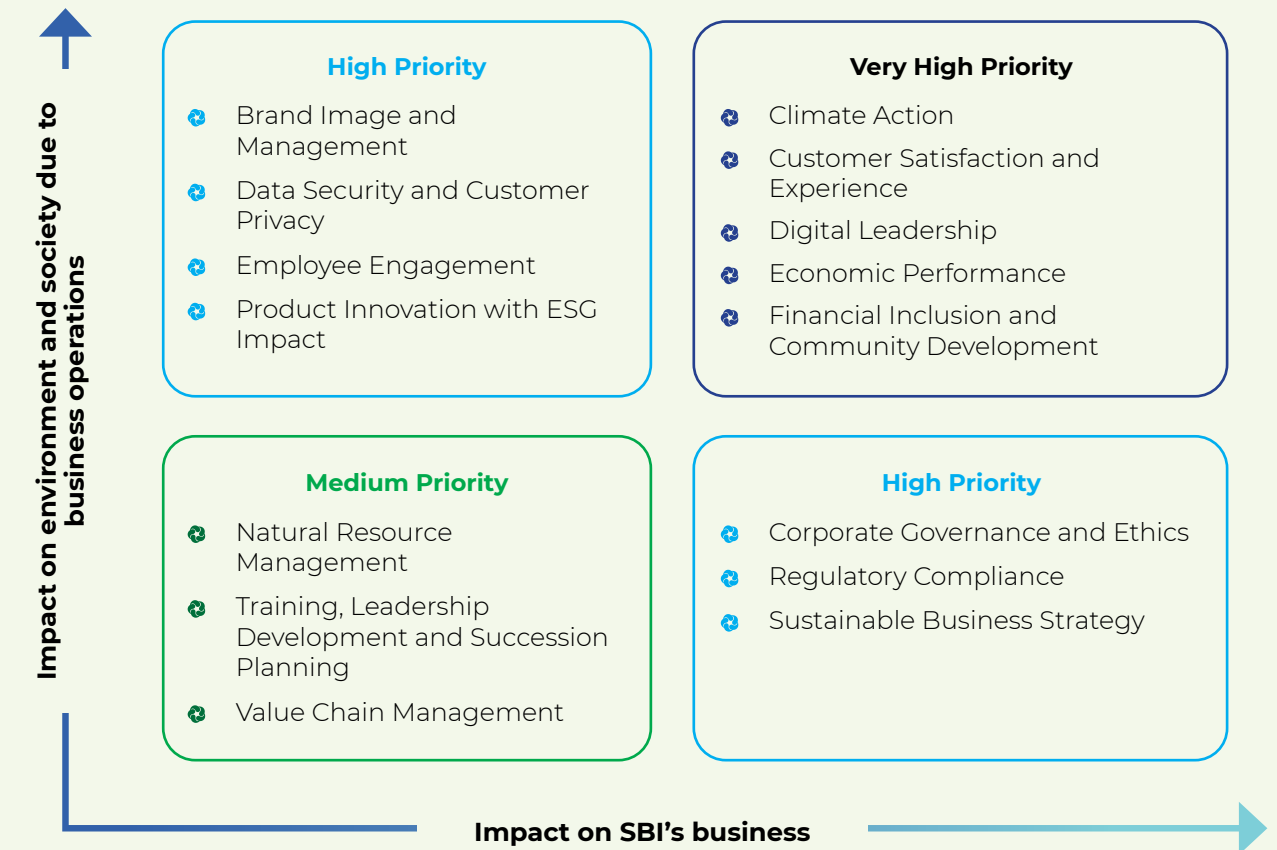 Impact on environment and society due to
business operations
High Priority
Brand Image and
Management
Data Security and Customer
Privacy
Employee Engagement
Product Innovation with ESG
Impact
Very High Priority
Climate Action
Customer Satisfaction and
Experience
Digital Leadership
Economic Performance
Financial Inclusion and
Community Development
Medium Priority
Natural Resource
Management
Training, Leadership
Development and Succession
Planning
Value Chain Management
High Priority
Corporate Governance and Ethics
Regulatory Compliance
Sustainable Business Strategy
Impact on SBI’s business